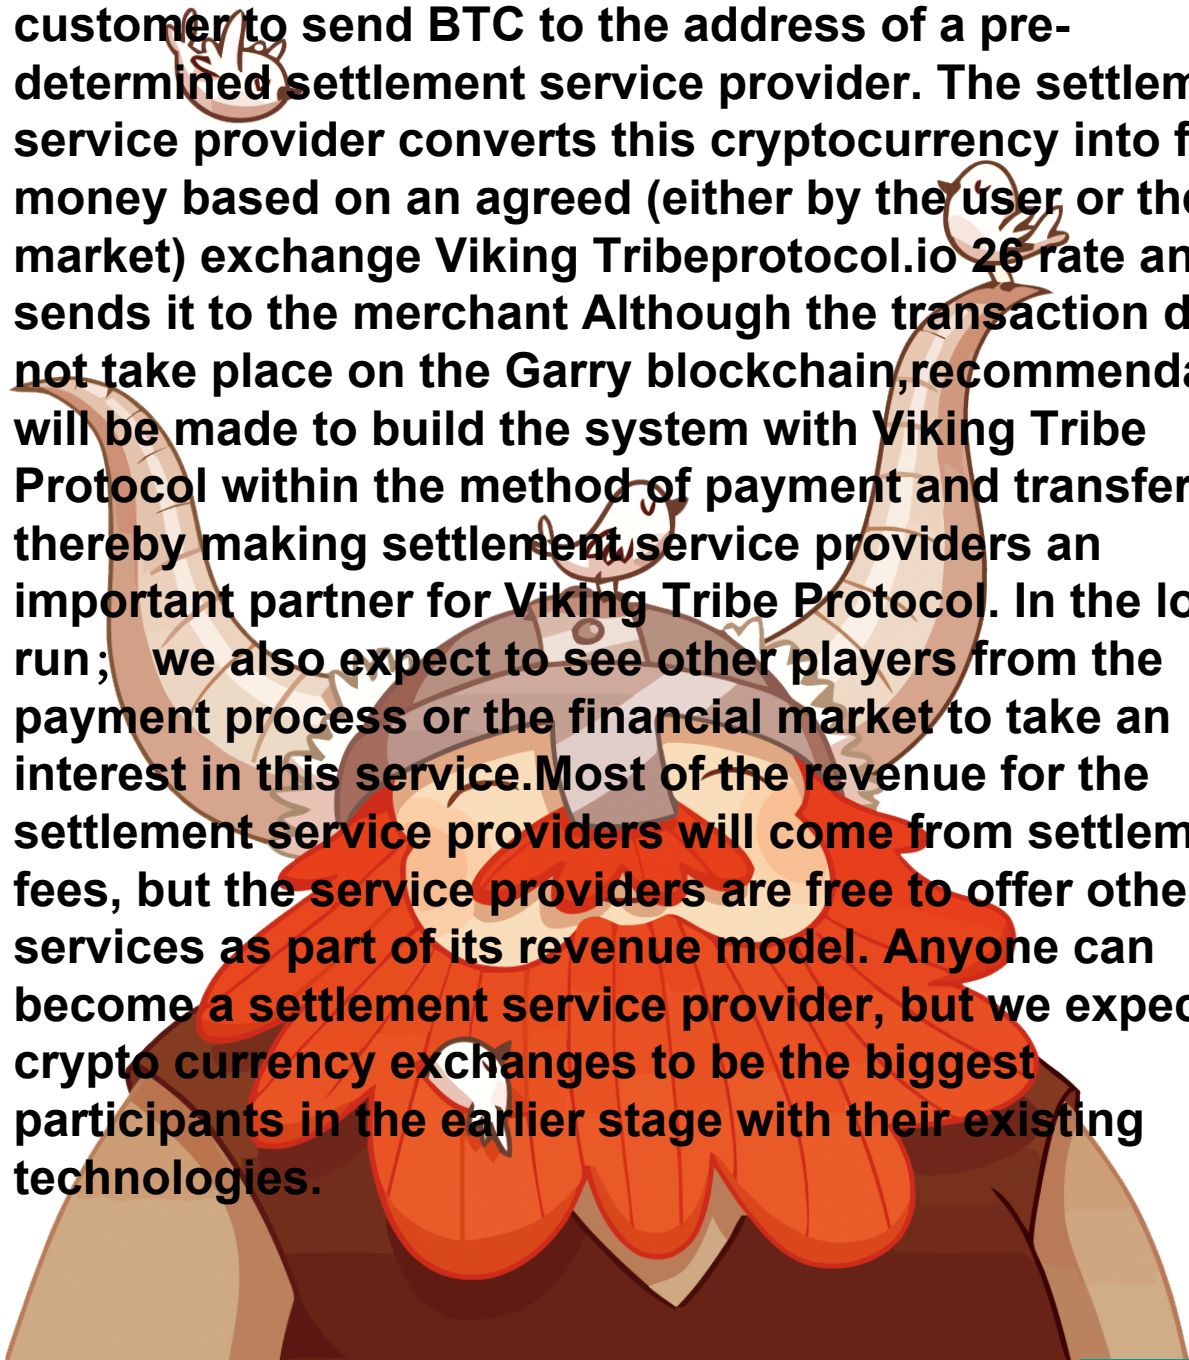 customer to send BTC to the address of a pre-
determined settlement service provider. The settlem
service provider converts this cryptocurrency into f
money based on an agreed (either by the user or the
market) exchange Viking Tribeprotocol.io 26 rate an
sends it to the merchant Although the transaction d
not take place on the Garry blockchain,recommenda
will be made to build the system with Viking Tribe
Protocol within the method of payment and transfer
thereby making settlement service providers an
important partner for Viking Tribe Protocol. In the lo
run; we also expect to see other players from the
payment process or the financial market to take an
interest in this service.Most of the revenue for the
settlement service providers will come from settlem
fees, but the service providers are free to offer othe
services as part of its revenue model. Anyone can
become a settlement service provider, but we expec
crypto currency exchanges to be the biggest
participants in the earlier stage with their existing
technologies.